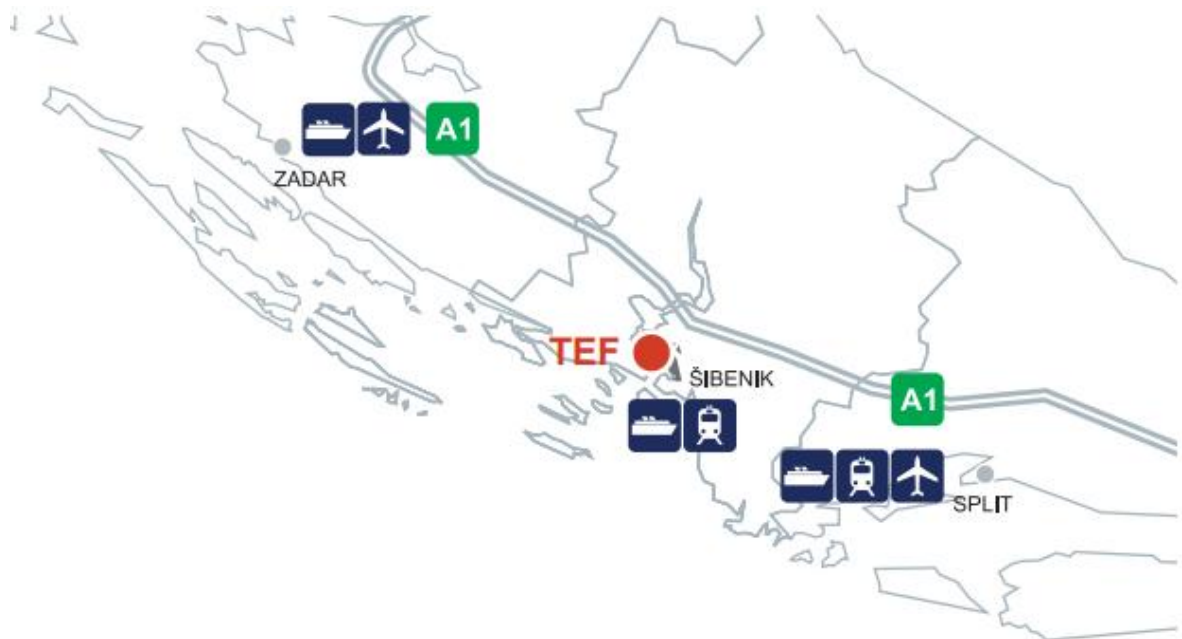 A1
ZADAR
TEF
ŠIBENIK
A1
SPLIT